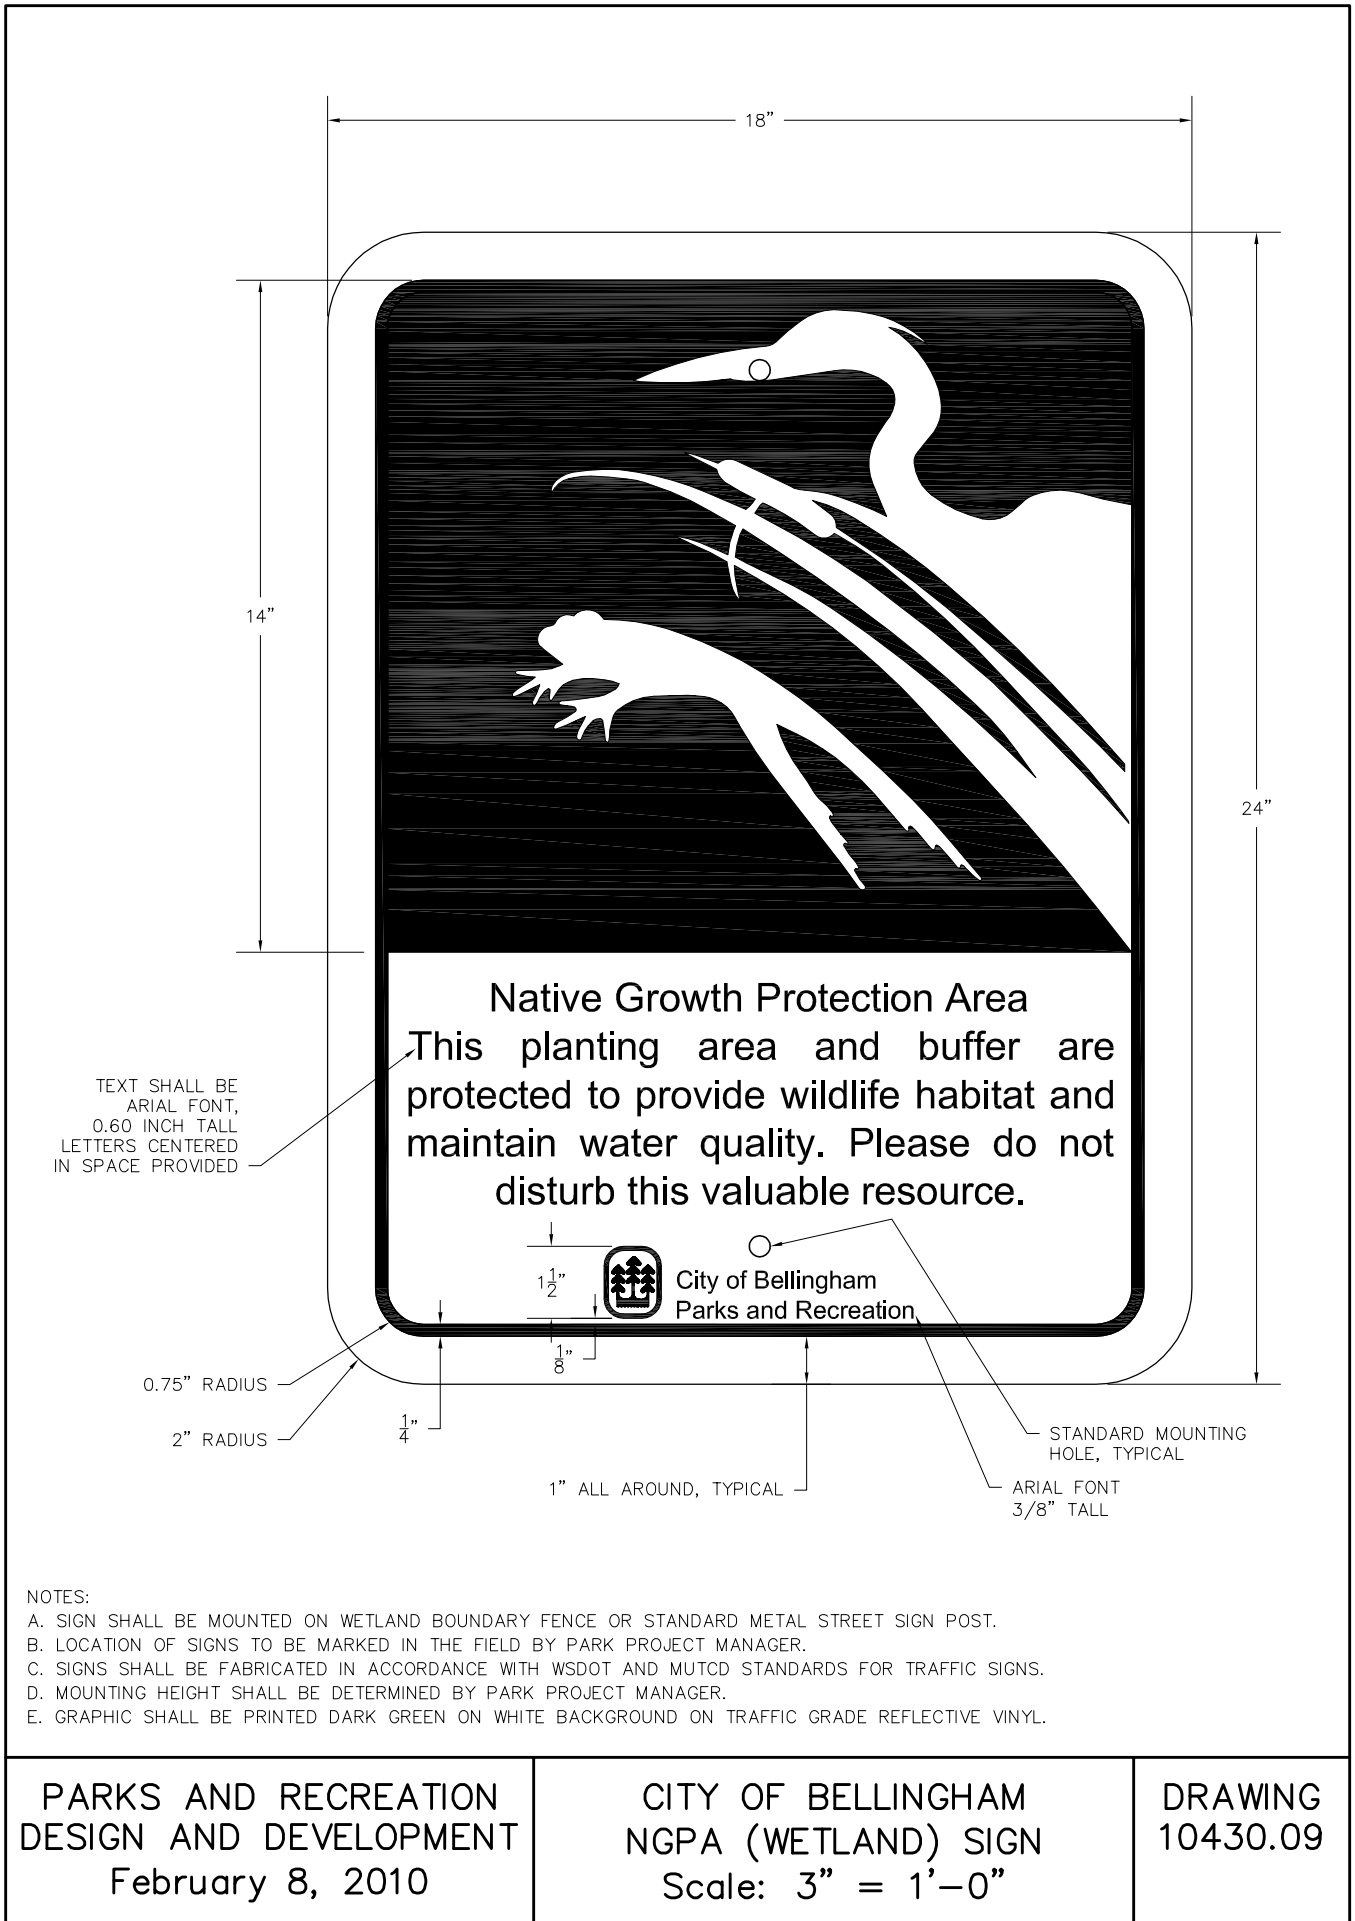 18"
14"
24"
Native Growth Protection Area
This planting area and buffer are
protected to provide wildlife habitat and
maintain water quality. Please do not
disturb this valuable resource.
TEXT SHALL BE
ARIAL FONT,
0.60 INCH TALL
LETTERS CENTERED
IN SPACE PROVIDED
1 1/2"
City of Bellingham
Parks and Recreation
1/8"
0.75" RADIUS
2" RADIUS
1/4"
1" ALL AROUND, TYPICAL
STANDARD MOUNTING
HOLE, TYPICAL
ARIAL FONT
3/8" TALL
NOTES:
A. SIGN SHALL BE MOUNTED ON WETLAND BOUNDARY FENCE OR STANDARD METAL STREET SIGN POST.
B. LOCATION OF SIGNS TO BE MARKED IN THE FIELD BY PARK PROJECT MANAGER.
C. SIGNS SHALL BE FABRICATED IN ACCORDANCE WITH WSDOT AND MUTCD STANDARDS FOR TRAFFIC SIGNS.
D. MOUNTING HEIGHT SHALL BE DETERMINED BY PARK PROJECT MANAGER.
E. GRAPHIC SHALL BE PRINTED DARK GREEN ON WHITE BACKGROUND ON TRAFFIC GRADE REFLECTIVE VINYL.
PARKS AND RECREATION
DESIGN AND DEVELOPMENT
February 8, 2010
CITY OF BELLINGHAM
NGPA (WETLAND) SIGN
Scale: 3" = 1'-0"
DRAWING
10430.09